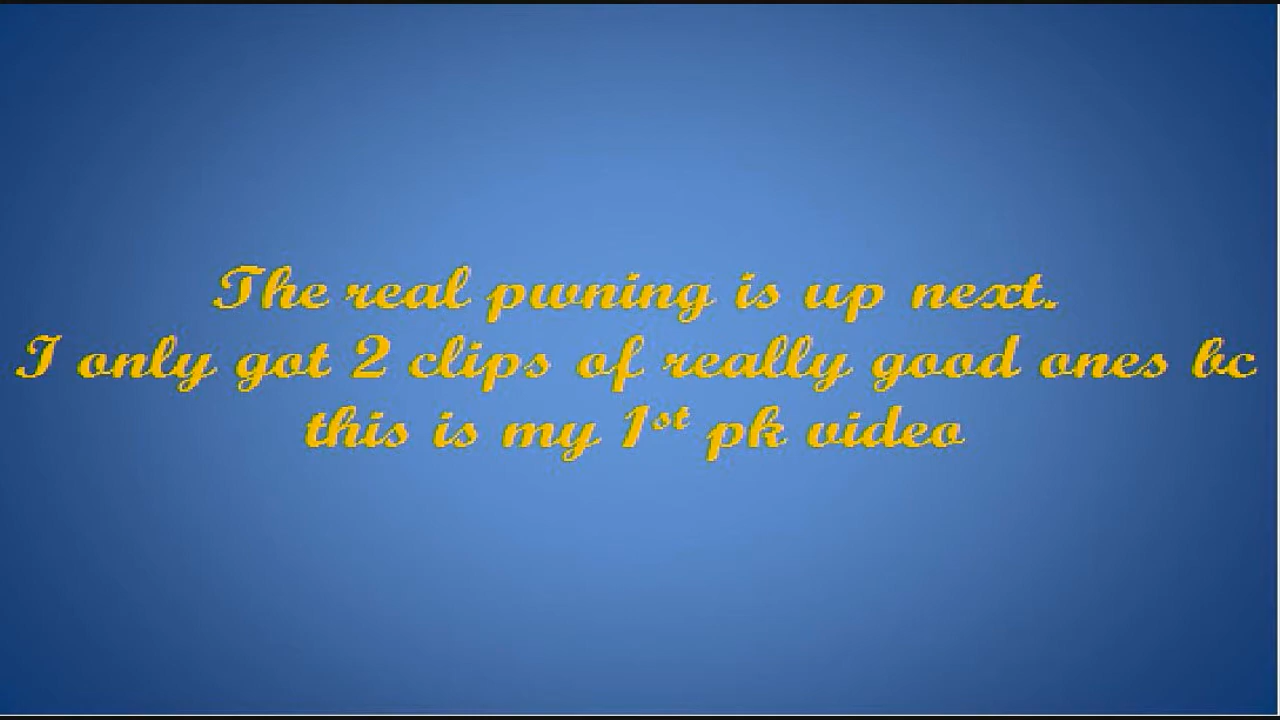 The real pwning is up next.
I only got 2 clips of really good ones bc
this is my 1st pk video